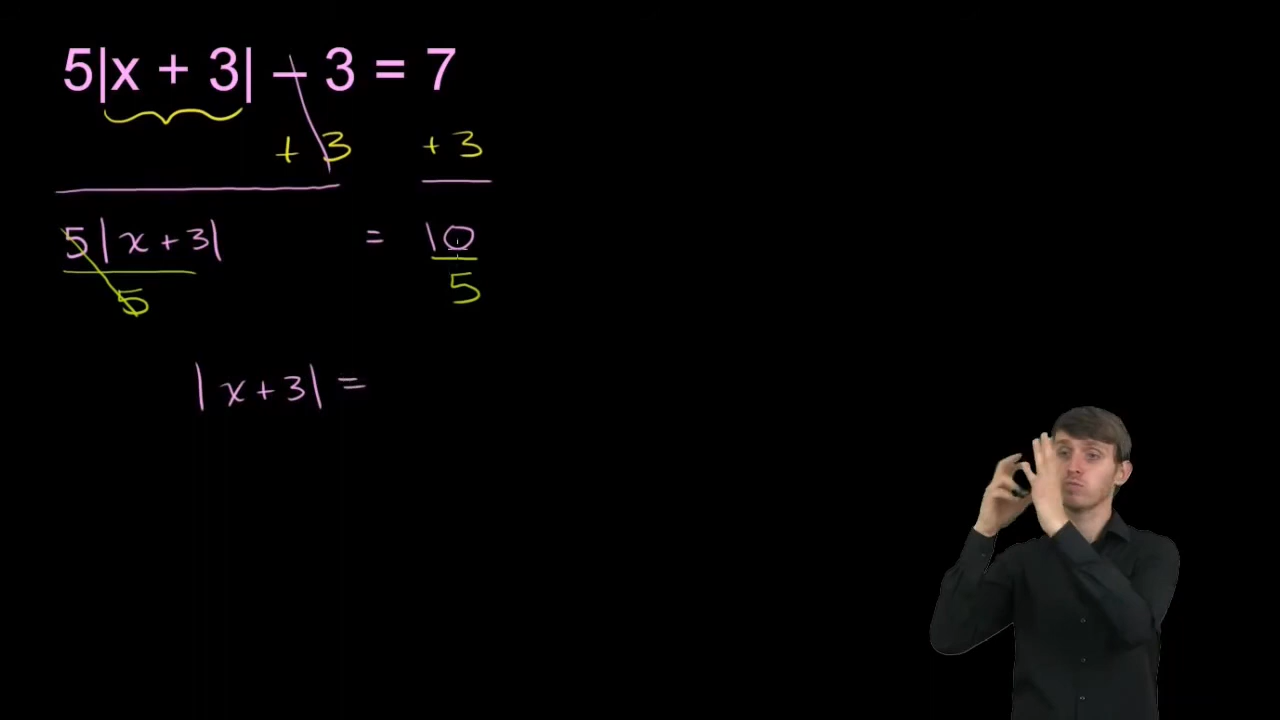 5|x + 3| – 3 = 7
+ 3 + 3
5|x+3| = 10
5 5
|x+3| =